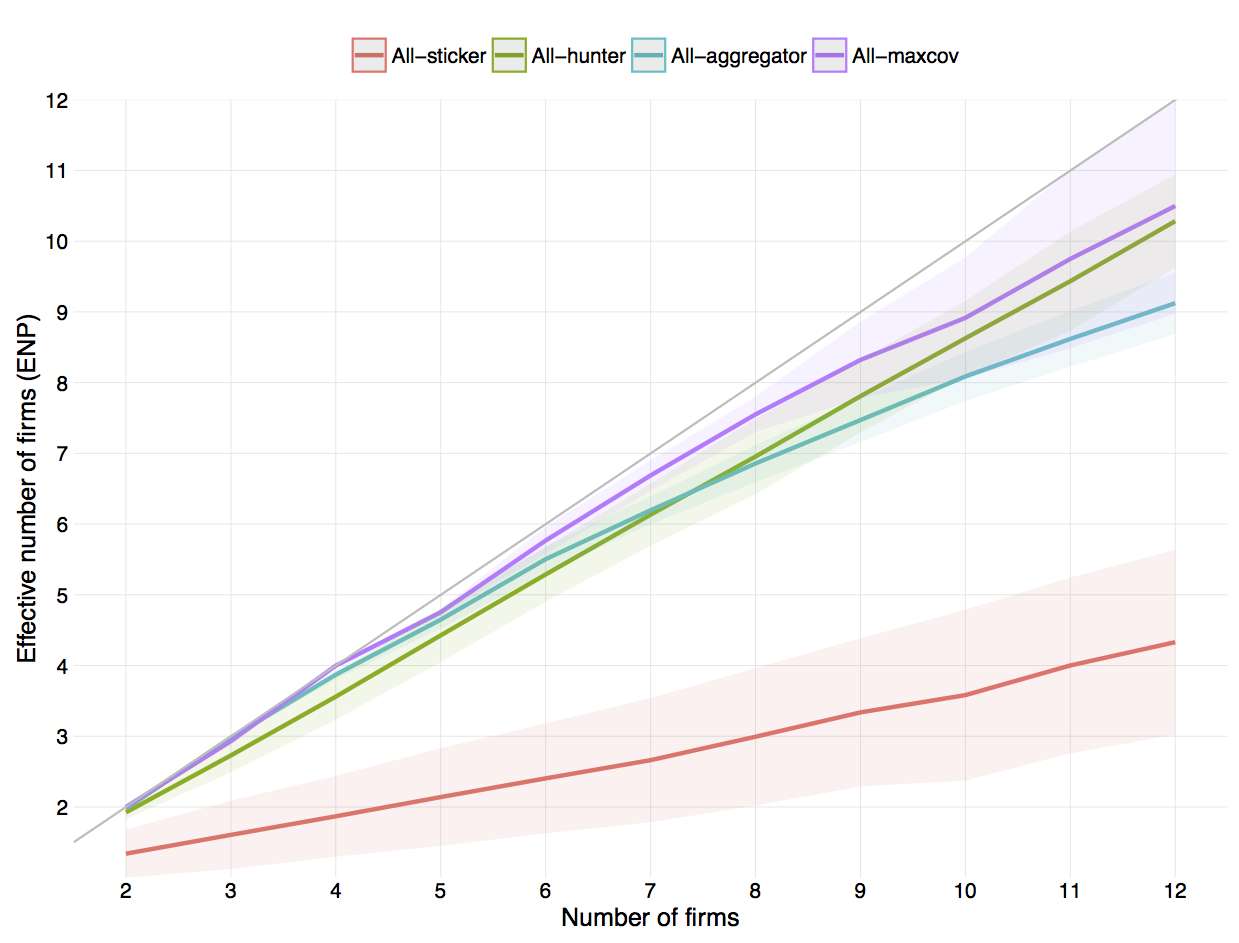 All−sticker All−hunter All−aggregator All−maxcov
12
11
10
9
8
7
6
5
4
3
2
Effective number of firms (ENP)
2 3 4 5 6 7 8 9 10 11 12
Number of firms